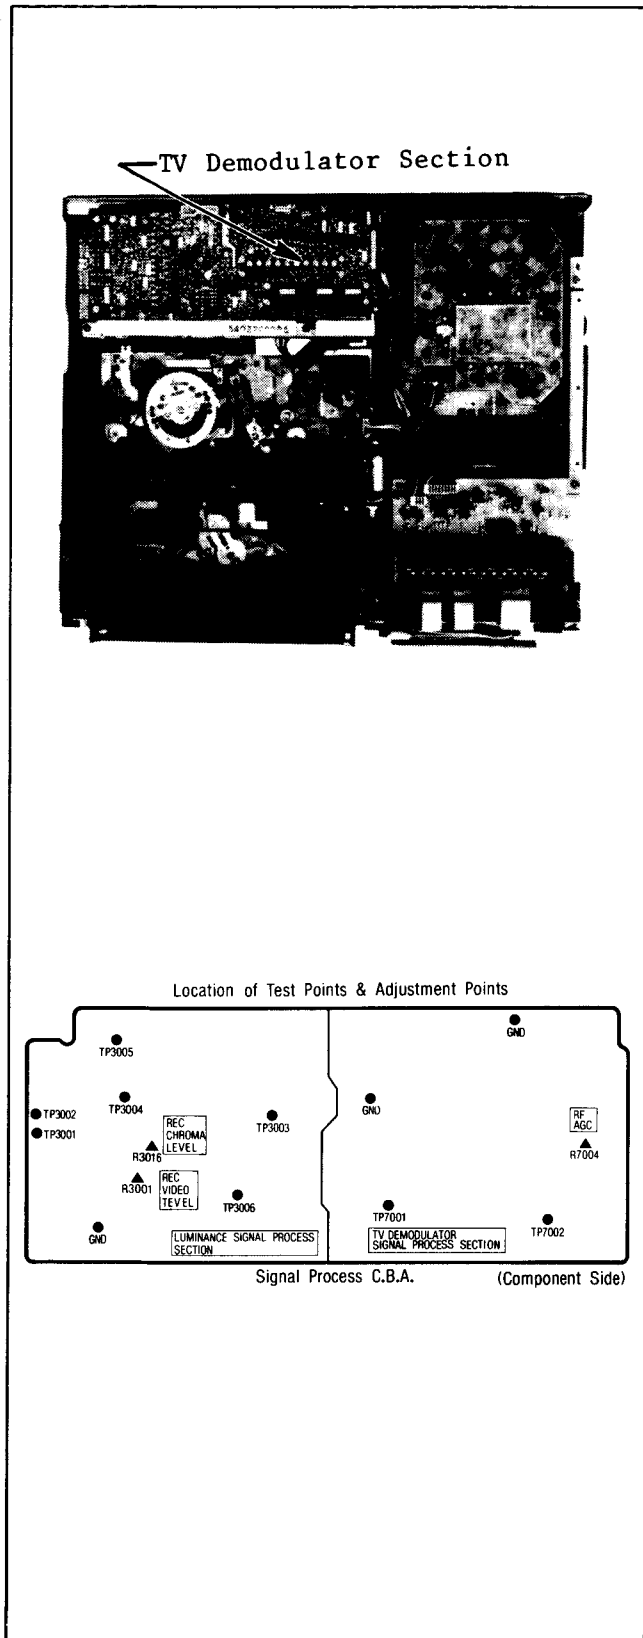 TV Demodulator Section
Location of Test Points & Adjustment Points
GND
TP3005
TP3004
GND
TP3002
TP3001
REC
CHROMA
LEVEL
TP3003
RF
AGC
R3016
R7004
R3001
REC
VIDEO
TEVEL
TP3006
TP7001
TP7002
GND
LUMINANCE SIGNAL PROCESS
SECTION
TV DEMODULATOR
SIGNAL PROCESS SECTION
Signal Process C.B.A.
(Component Side)